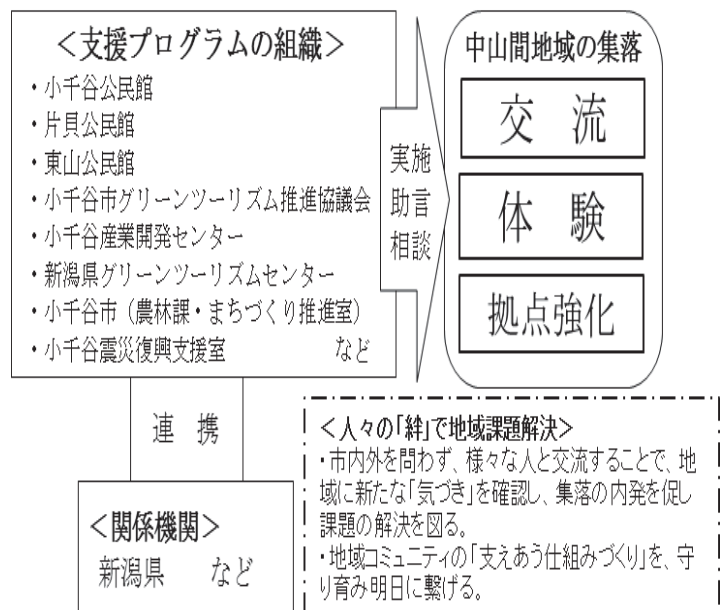 ＜支援プログラムの組織＞
・小千谷公民館
・片貝公民館
・東山公民館
・小千谷市グリーンツーリズム推進協議会
・小千谷産業開発センター
・新潟県グリーンツーリズムセンター
・小千谷市（農林課・まちづくり推進室）
・小千谷震災復興支援室　　　　など
実施
助言
相談
中山間地域の集落
交　流
体　験
拠点強化
連　携
＜関係機関＞
新潟県　　など
＜人々の「絆」で地域課題解決＞
・市内外を問わず、様々な人と交流することで、地
域に新たな「気づき」を確認し、集落の内発を促し
課題の解決を図る。
・地域コミュニティの「支えあう仕組みづくり」を、守
り育み明日に繋げる。